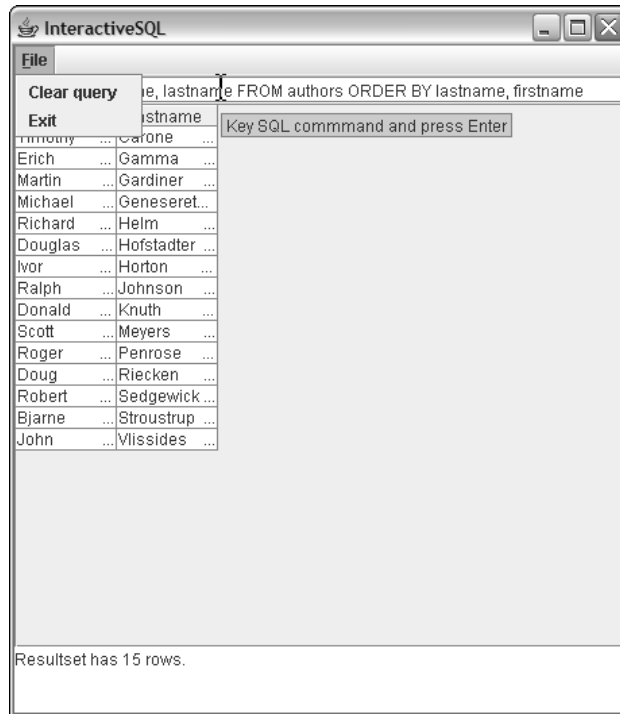 InteractiveSQL
File
Clear query
Exit
e, lastname FROM authors ORDER BY lastname, firstname
stname
Key SQL commmand and press Enter
Timothy ... Carone ...
Erich ... Gamma ...
Martin ... Gardiner ...
Michael ... Geneseret...
Richard ... Helm ...
Douglas ... Hofstadter ...
Ivor ... Horton ...
Ralph ... Johnson ...
Donald ... Knuth ...
Scott ... Meyers ...
Roger ... Penrose ...
Doug ... Riecken ...
Robert ... Sedgewick ...
Bjarne ... Stroustrup ...
John ... Vlissides ...
Resultset has 15 rows.